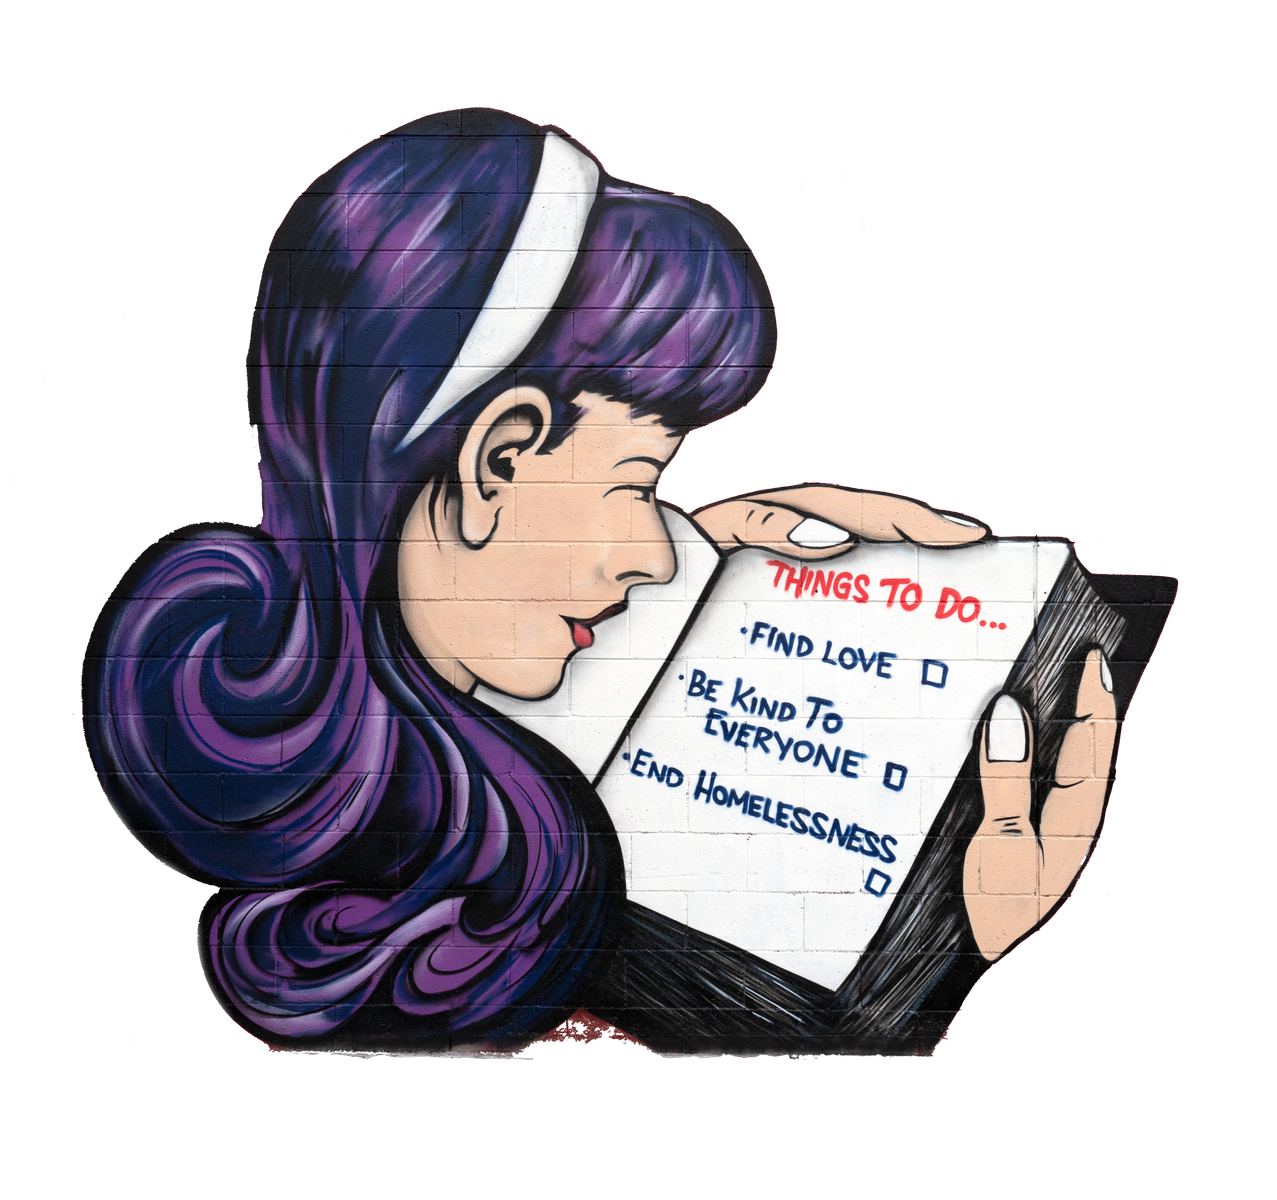 THINGS TO DO...
·FIND LOVE
·BE KIND TO
EVERYONE
·END HOMELESSNESS